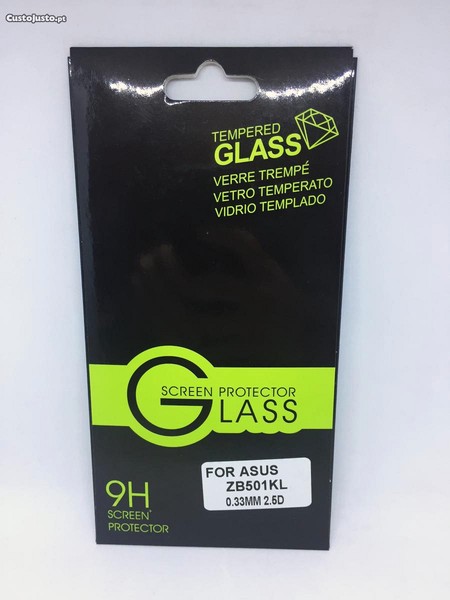 CustoJusto.pt
TEMPERED
GLASS
VERRE TREMPÉ
VETRO TEMPERATO
VIDRIO TEMPLADO
SCREEN PROTECTOR
GLASS
FOR ASUS
ZB501KL
0.33MM 2.5D
9H
SCREEN
PROTECTOR